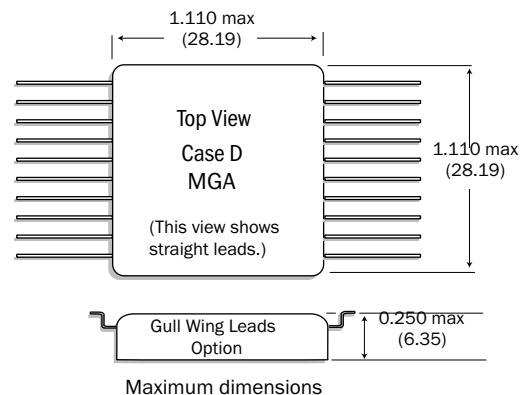 1.110 max
(28.19)
Top View
Case D
MGA
(This view shows
straight leads.)
1.110 max
(28.19)
Gull Wing Leads
Option
0.250 max
(6.35)
Maximum dimensions